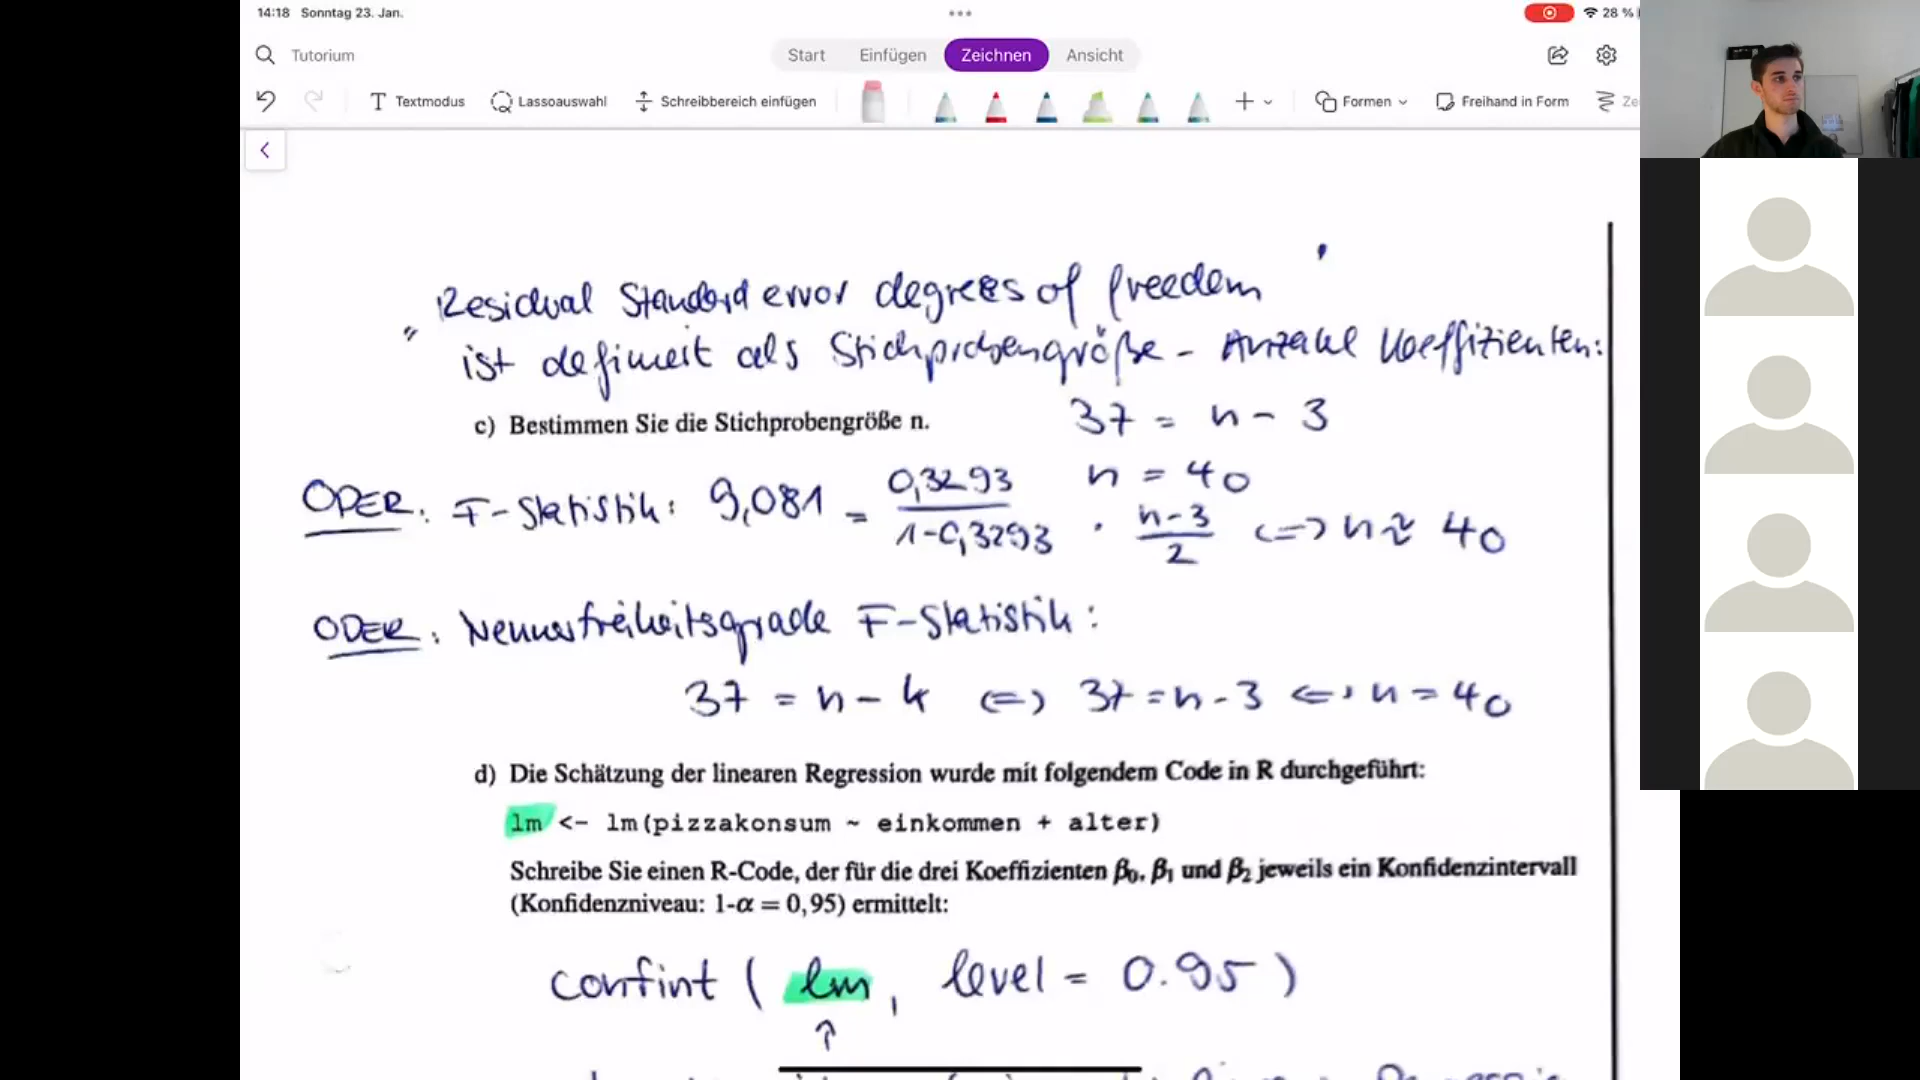 14:18 Sonntag 23. Jan.
28 %
Tutorium
Start Einfügen Zeichnen Ansicht
Textmodus Lassoauswahl Schreibbereich einfügen Formen Freihand in Form Ze
Residual Standard error degrees of freedom "
" ist definiert als Stichprobengröße - Anzahl Koeffizienten:
c) Bestimmen Sie die Stichprobengröße n.
37 = n - 3
n = 40
ODER: F-Statistik: 9,081 = 0,3293 / 1-0,3293 · n-3 / 2 <=> n ≈ 40
ODER: Nennerfreiheitsgrade F-Statistik:
37 = n - k <=> 37 = n - 3 <=> n = 40
d) Die Schätzung der linearen Regression wurde mit folgendem Code in R durchgeführt:
lm <- lm(pizzakonsum ~ einkommen + alter)
Schreibe Sie einen R-Code, der für die drei Koeffizienten β0, β1 und β2 jeweils ein Konfidenzintervall
(Konfidenzniveau: 1-α = 0,95) ermittelt:
confint ( lm, level = 0.95 )
↑